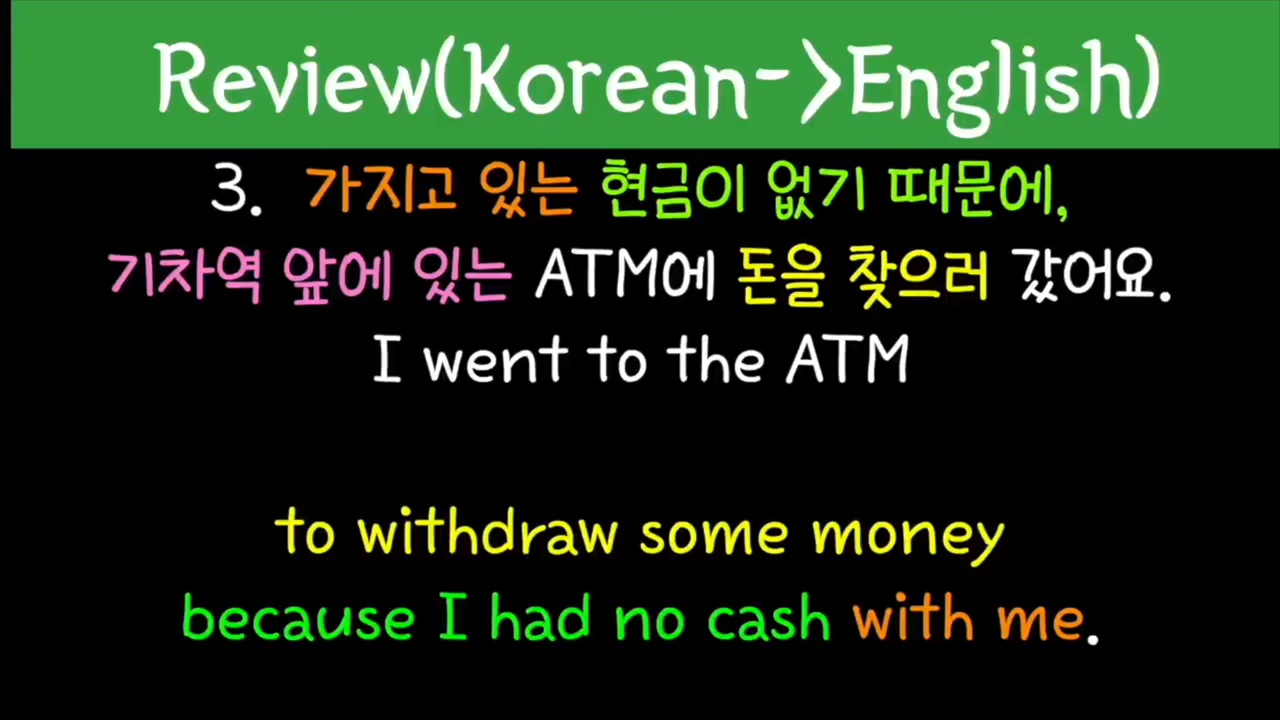 Review(Korean->English)
3. 가지고 있는 현금이 없기 때문에,
기차역 앞에 있는 ATM에 돈을 찾으러 갔어요.
I went to the ATM
to withdraw some money
because I had no cash with me.